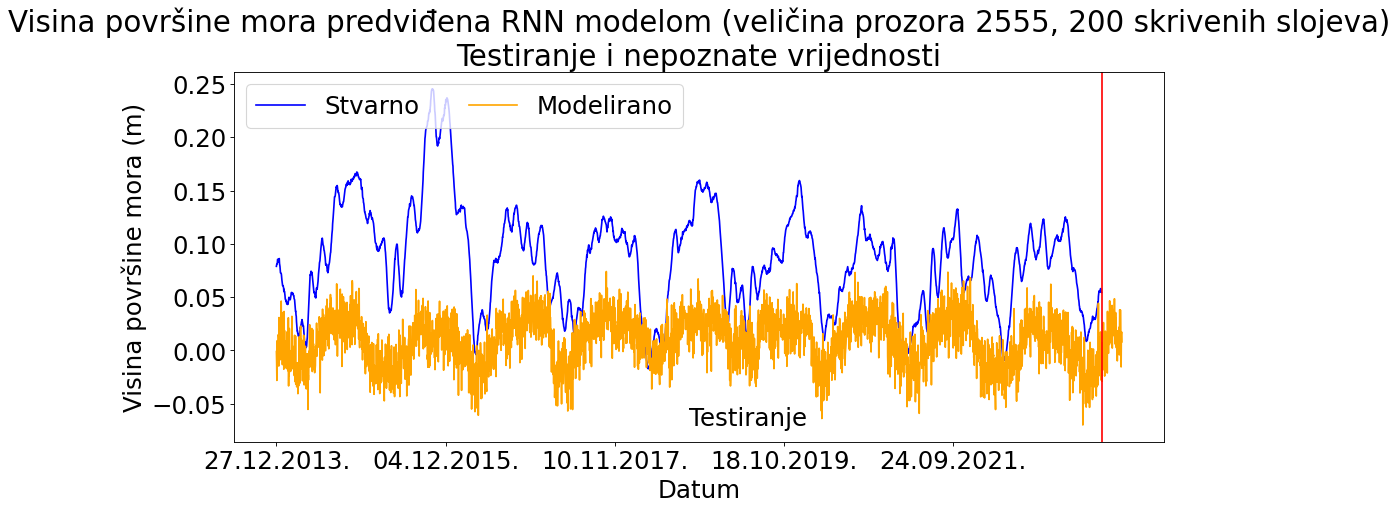 Visina površine mora predviđena RNN modelom (veličina prozora 2555, 200 skrivenih slojeva)
Testiranje i nepoznate vrijednosti
Stvarno
Modelirano
Visina površine mora (m)
0.25
0.20
0.15
0.10
0.05
0.00
−0.05
Testiranje
27.12.2013.
04.12.2015.
10.11.2017.
18.10.2019.
24.09.2021.
Datum